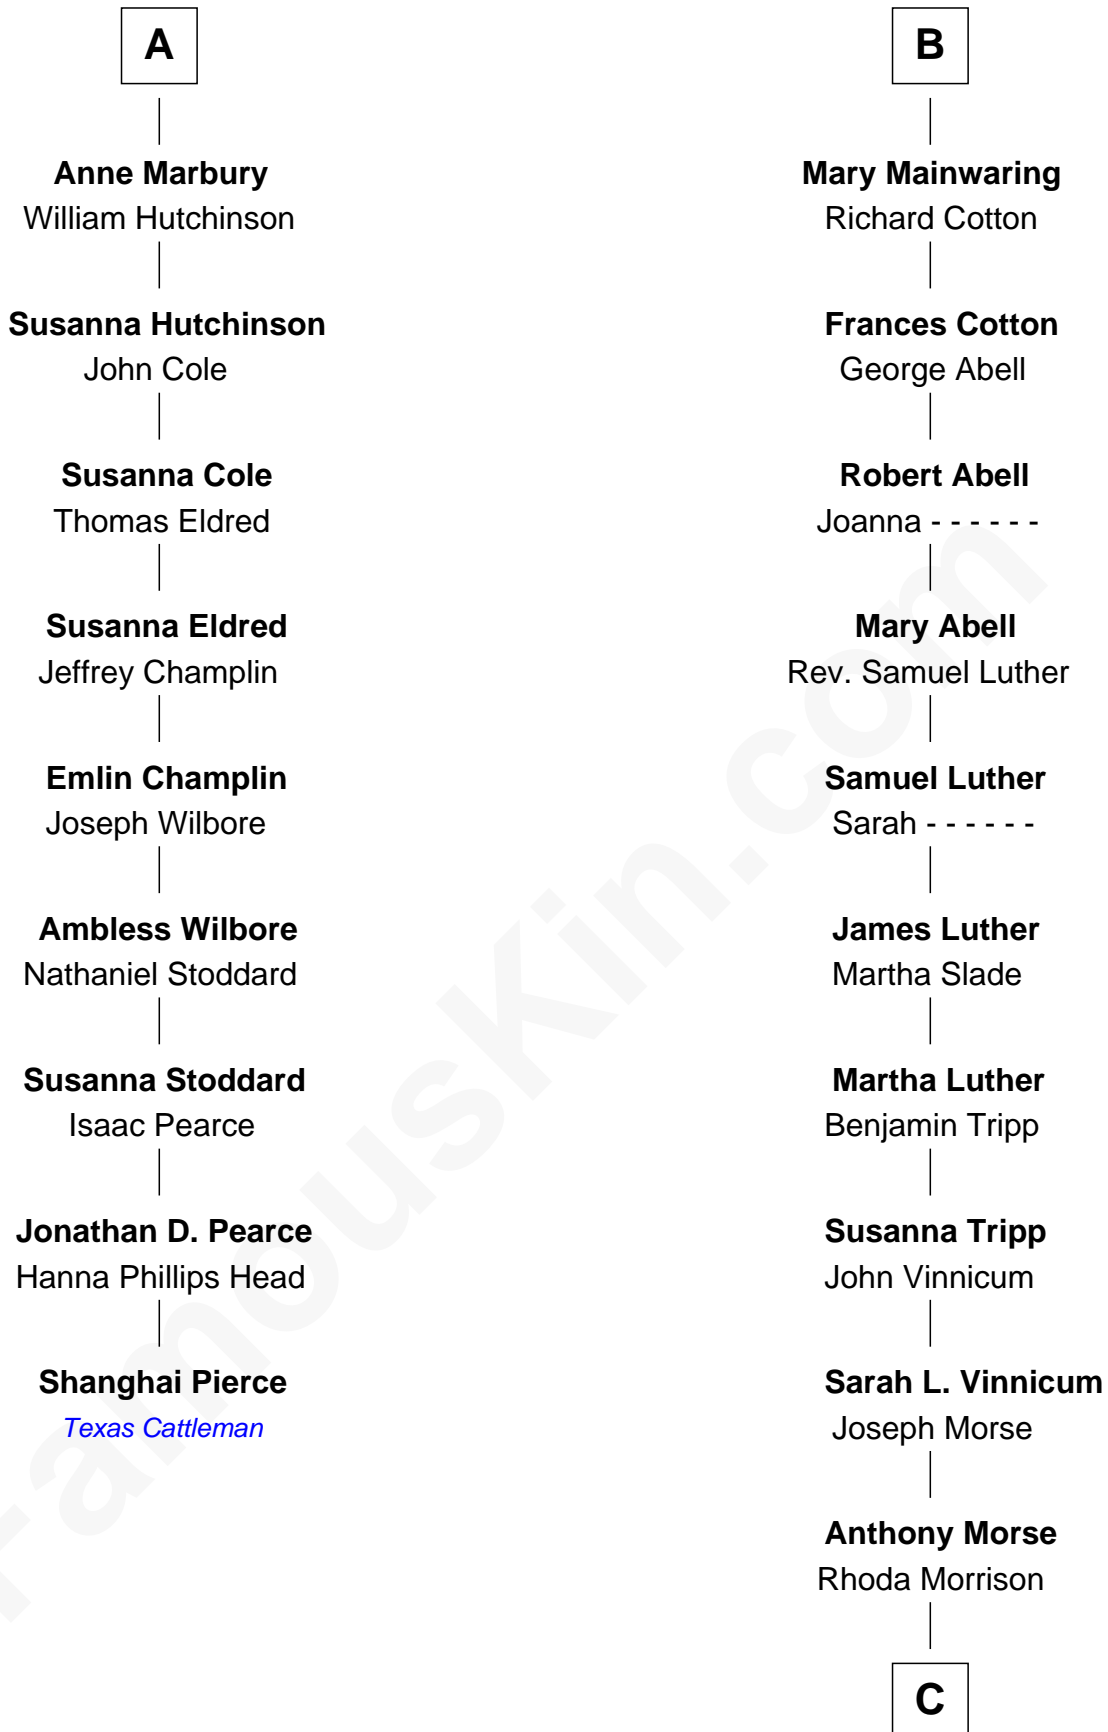 A
Anne Marbury
William Hutchinson
Susanna Hutchinson
John Cole
Susanna Cole
Thomas Eldred
Susanna Eldred
Jeffrey Champlin
Emlin Champlin
Joseph Wilbore
Ambless Wilbore
Nathaniel Stoddard
Susanna Stoddard
Isaac Pearce
Jonathan D. Pearce
Hanna Phillips Head
Shanghai Pierce
Texas Cattleman
B
Mary Mainwaring
Richard Cotton
Frances Cotton
George Abell
Robert Abell
Joanna - - - - - -
Mary Abell
Rev. Samuel Luther
Samuel Luther
Sarah - - - - - -
James Luther
Martha Slade
Martha Luther
Benjamin Tripp
Susanna Tripp
John Vinnicum
Sarah L. Vinnicum
Joseph Morse
Anthony Morse
Rhoda Morrison
C
FamousKin.com